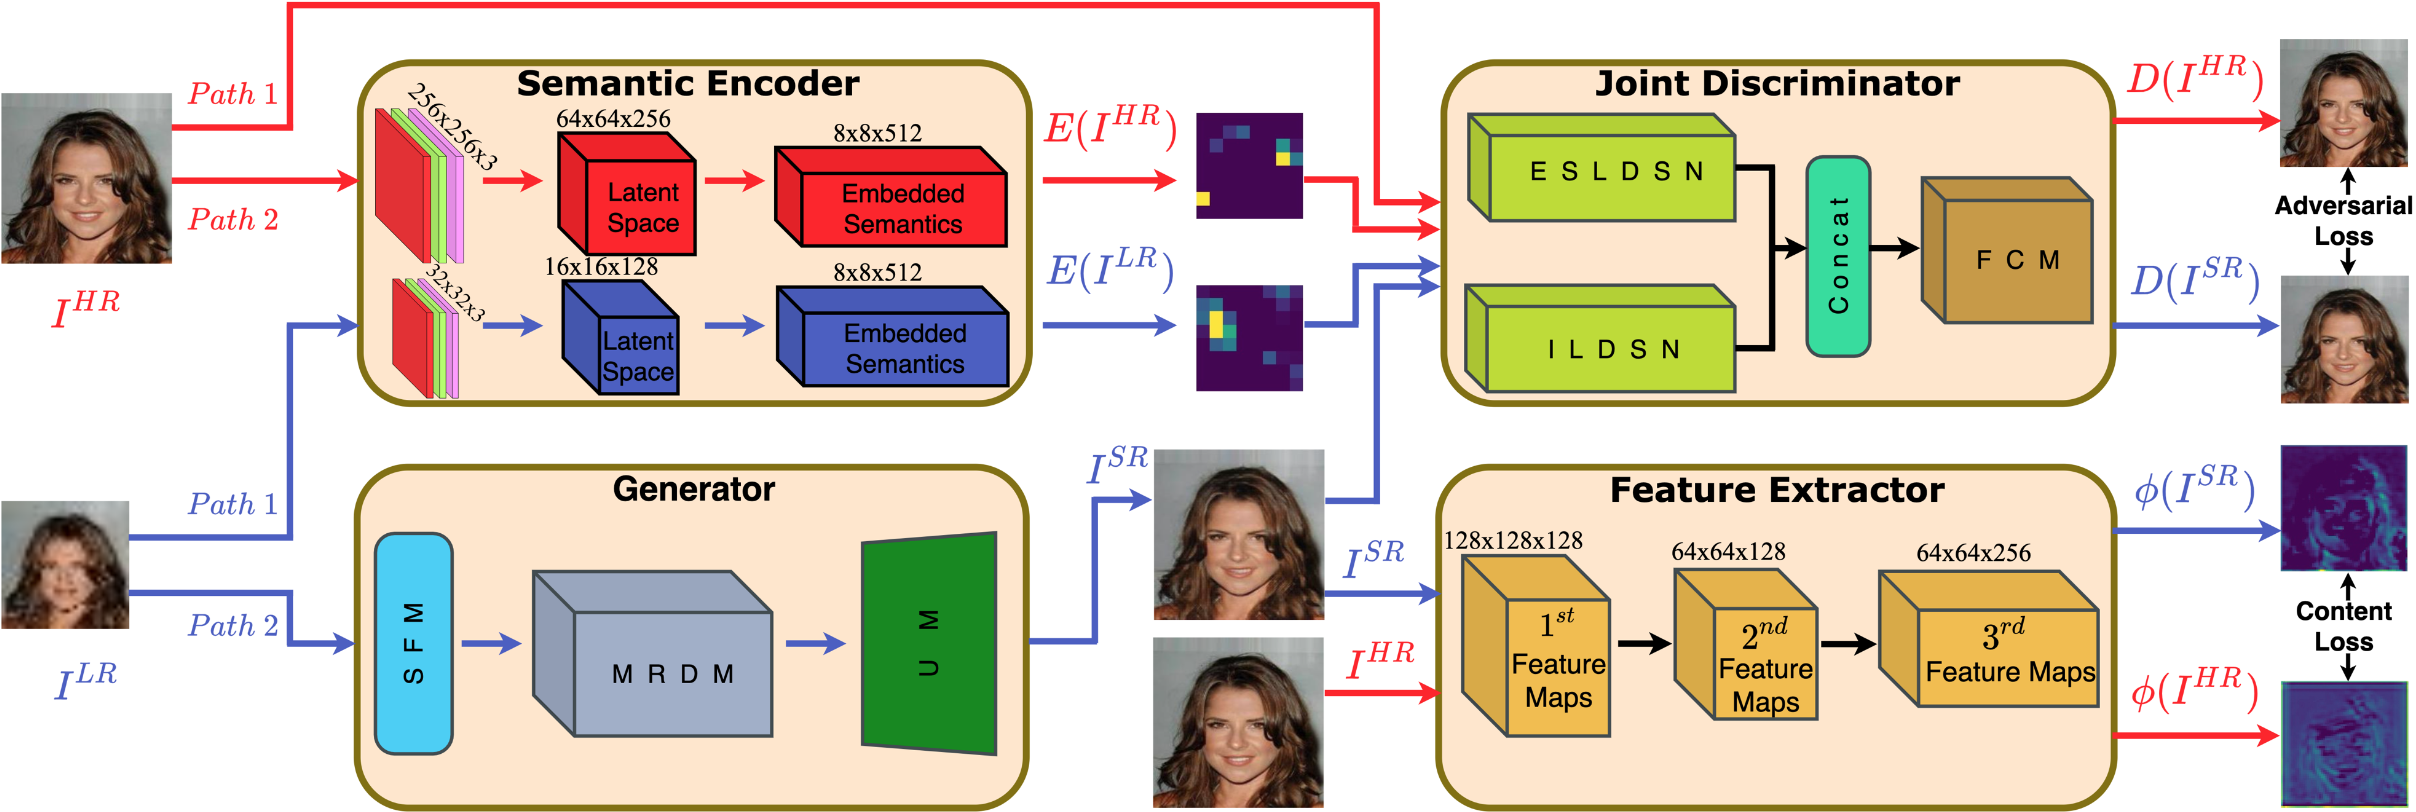 Path 1
Path 2
I^{HR}
Semantic Encoder
256x256x3
64x64x256
Latent
Space
8x8x512
Embedded
Semantics
32x32x3
16x16x128
Latent
Space
8x8x512
Embedded
Semantics
E(I^{HR})
E(I^{LR})
Joint Discriminator
E S L D S N
I L D S N
Concat
F C M
D(I^{HR})
Adversarial
Loss
D(I^{SR})
Path 1
Path 2
I^{LR}
Generator
S F M
M R D M
U M
I^{SR}
I^{SR}
I^{HR}
Feature Extractor
128x128x128
1^{st}
Feature
Maps
64x64x128
2^{nd}
Feature
Maps
64x64x256
3^{rd}
Feature Maps
ϕ(I^{SR})
Content
Loss
ϕ(I^{HR})